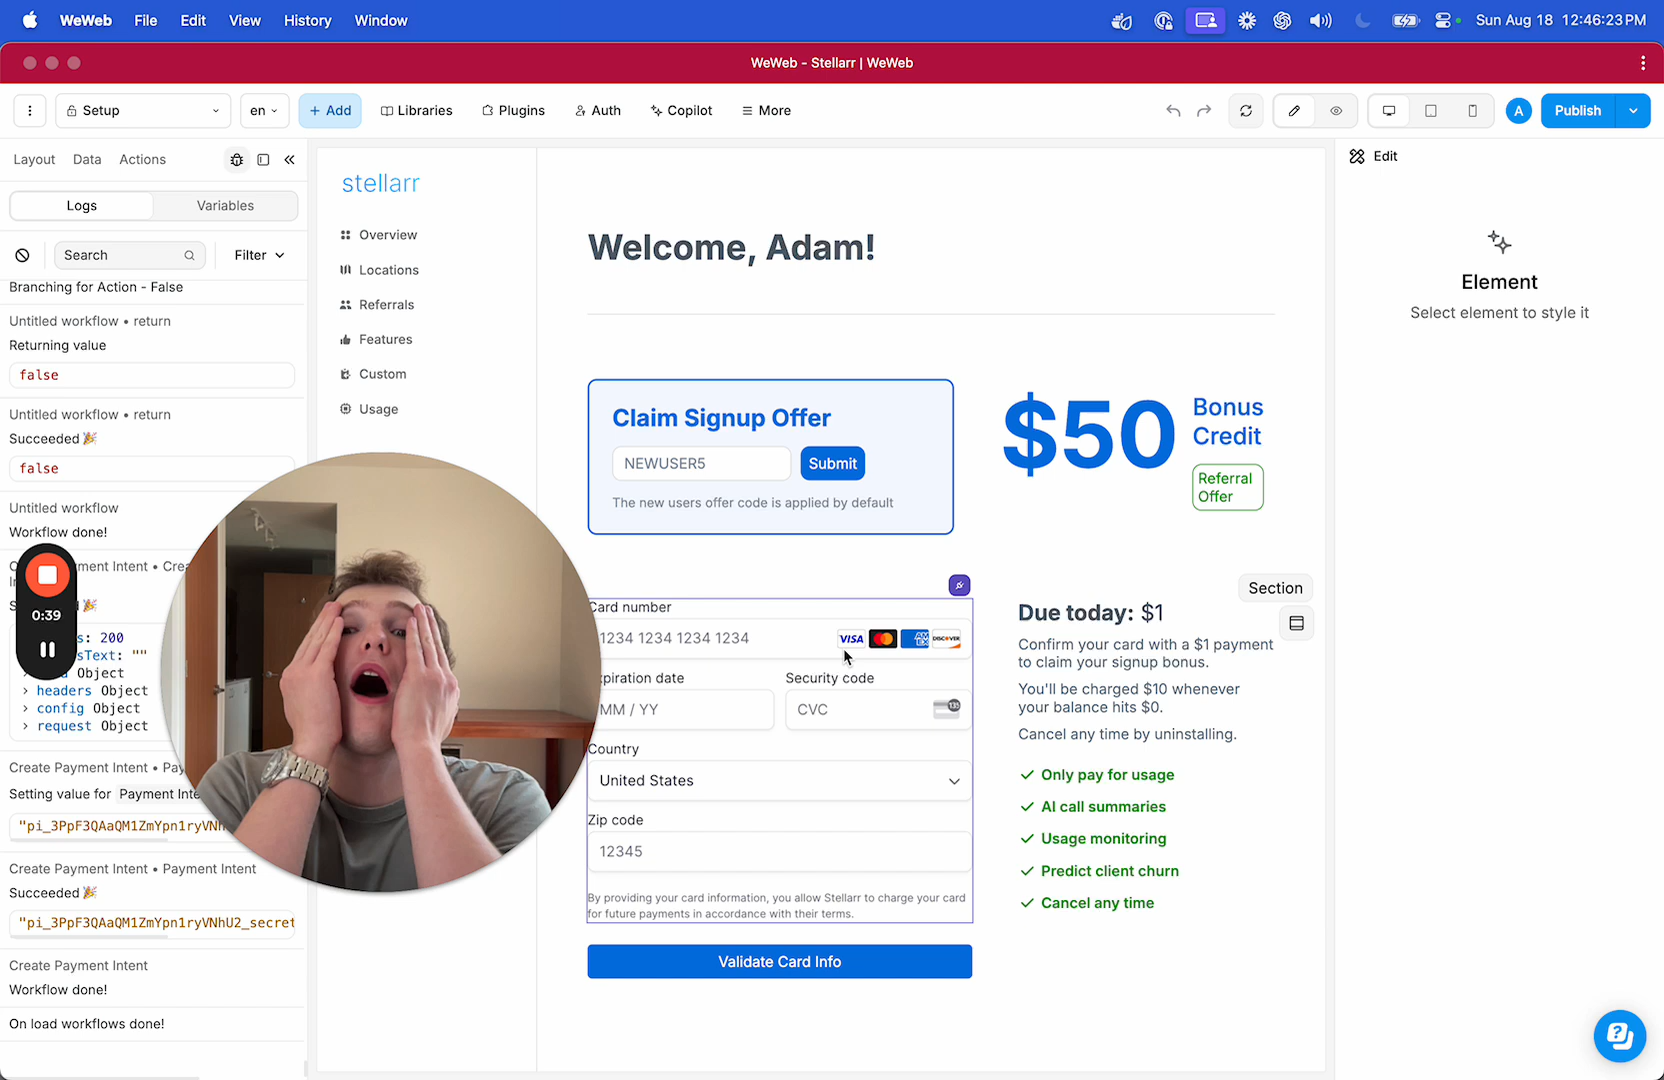 WeWeb File Edit View History Window
Sun Aug 18 12:46:23 PM
WeWeb - Stellarr | WeWeb
Setup
en
+ Add
Libraries
Plugins
Auth
Copilot
More
A
Publish
Layout Data Actions
Logs Variables
Search
Filter
Branching for Action - False
Untitled workflow • return
Returning value
false
Untitled workflow • return
Succeeded 🎉
false
Untitled workflow
Workflow done!
ment Intent • Crea
🎉
0:39
s: 200
sText: ""
Object
> headers Object
> config Object
> request Object
Create Payment Intent • Pay
Setting value for Payment Inte
"pi_3PpF3QAaQM1ZmYpn1ryVNh
Create Payment Intent • Payment Intent
Succeeded 🎉
"pi_3PpF3QAaQM1ZmYpn1ryVNhU2_secret
Create Payment Intent
Workflow done!
On load workflows done!
stellarr
Overview
Locations
Referrals
Features
Custom
Usage
Welcome, Adam!
Claim Signup Offer
NEWUSER5
Submit
The new users offer code is applied by default
$50
Bonus
Credit
Referral
Offer
Card number
1234 1234 1234 1234
VISA
AMEX
DISCOVER
xpiration date
Security code
MM / YY
CVC
135
Country
United States
Zip code
12345
By providing your card information, you allow Stellarr to charge your card
for future payments in accordance with their terms.
Validate Card Info
Section
Due today: $1
Confirm your card with a $1 payment
to claim your signup bonus.
You'll be charged $10 whenever
your balance hits $0.
Cancel any time by uninstalling.
Only pay for usage
AI call summaries
Usage monitoring
Predict client churn
Cancel any time
Edit
Element
Select element to style it